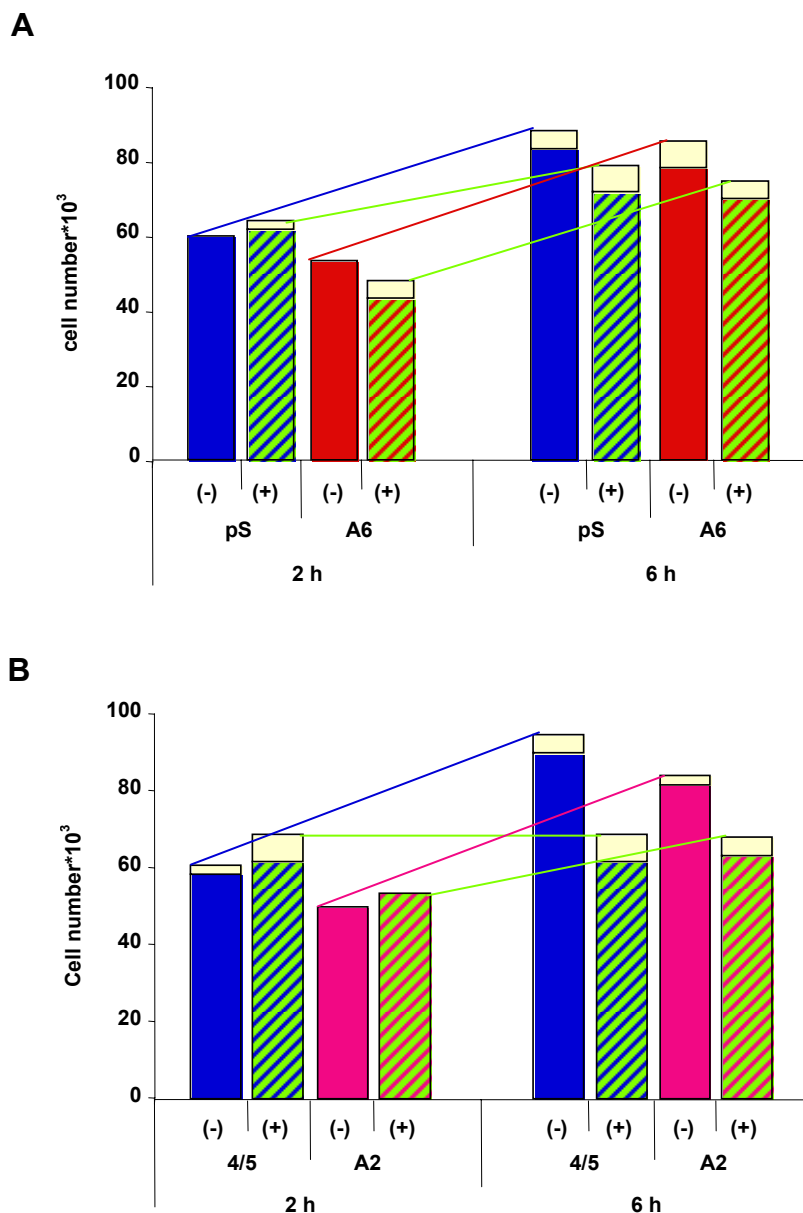 A
100
80
60
40
20
0
cell number*10³
(-) (+) (-) (+) (-) (+) (-) (+)
pS A6 pS A6
2 h 6 h
B
100
80
60
40
20
0
Cell number*10³
(-) (+) (-) (+) (-) (+) (-) (+)
4/5 A2 4/5 A2
2 h 6 h